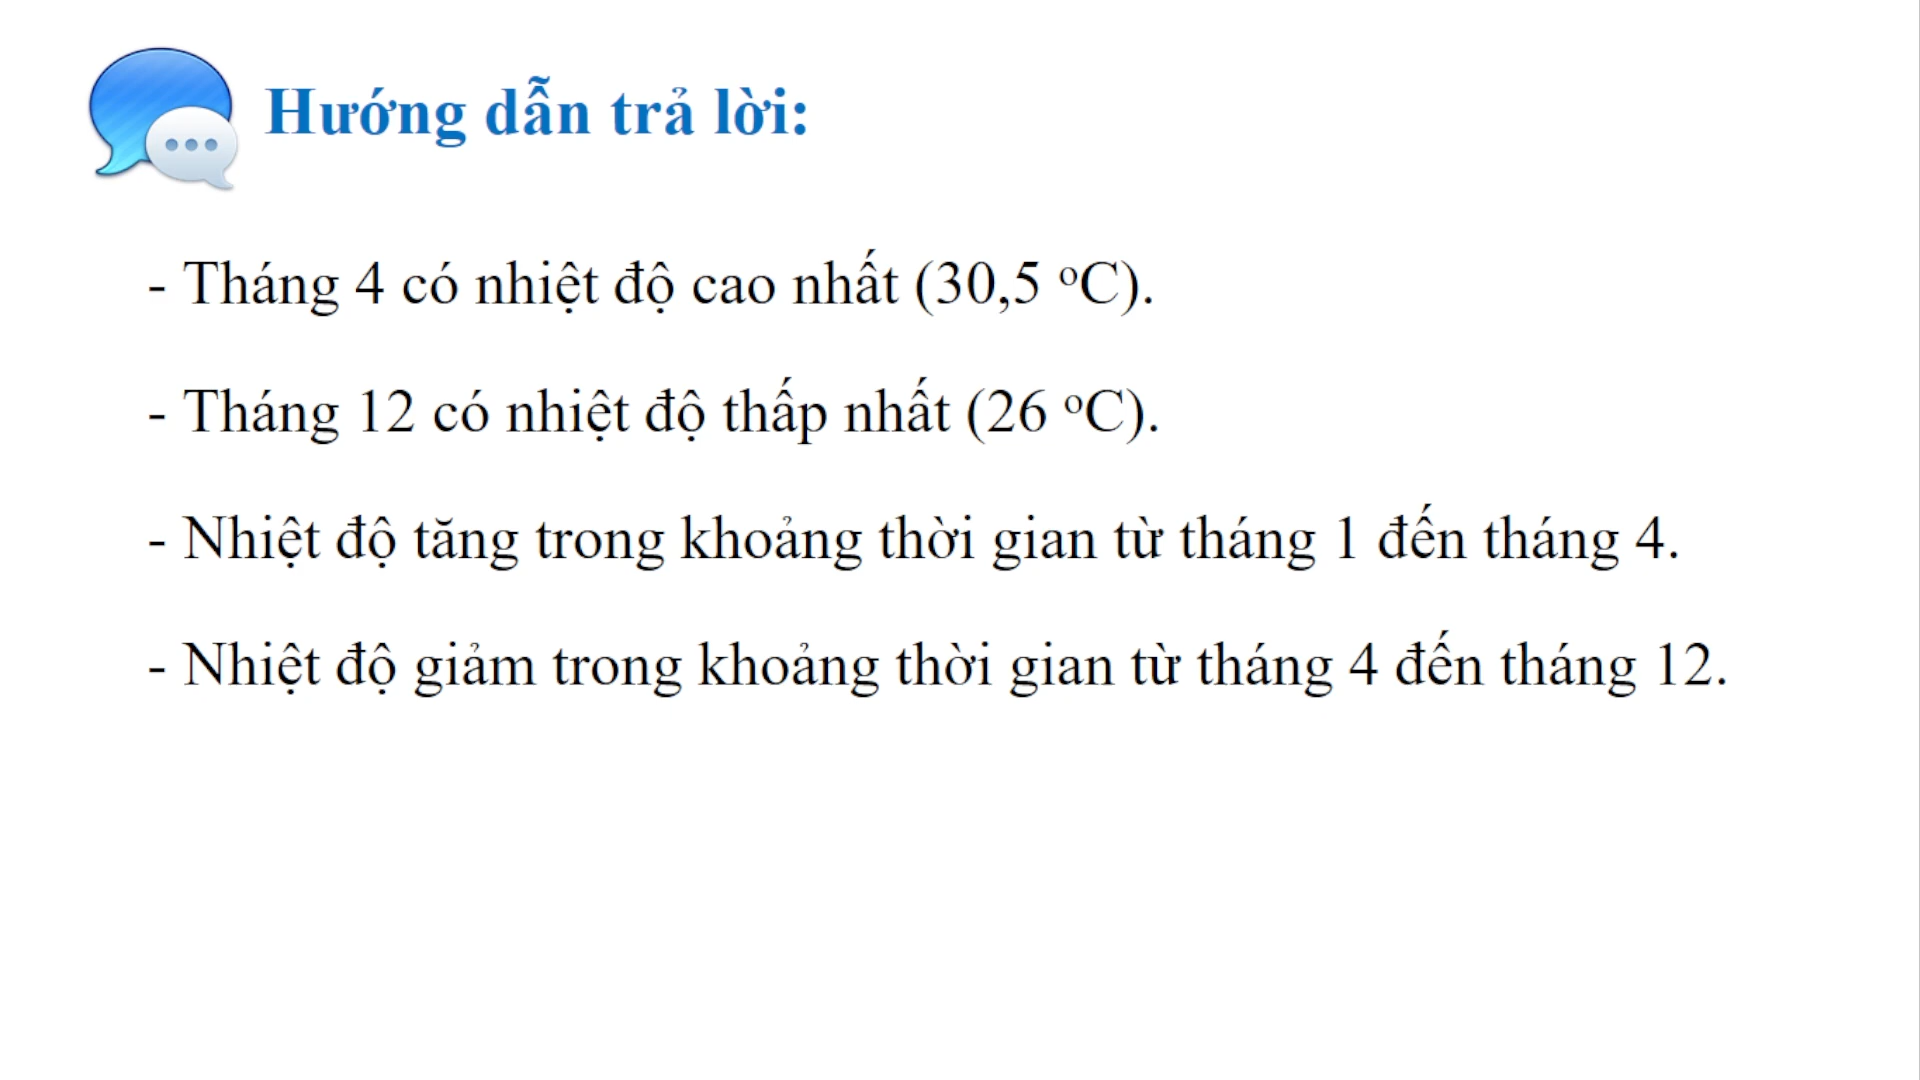 Hướng dẫn trả lời:
- Tháng 4 có nhiệt độ cao nhất (30,5 ᵒC).
- Tháng 12 có nhiệt độ thấp nhất (26 ᵒC).
- Nhiệt độ tăng trong khoảng thời gian từ tháng 1 đến tháng 4.
- Nhiệt độ giảm trong khoảng thời gian từ tháng 4 đến tháng 12.